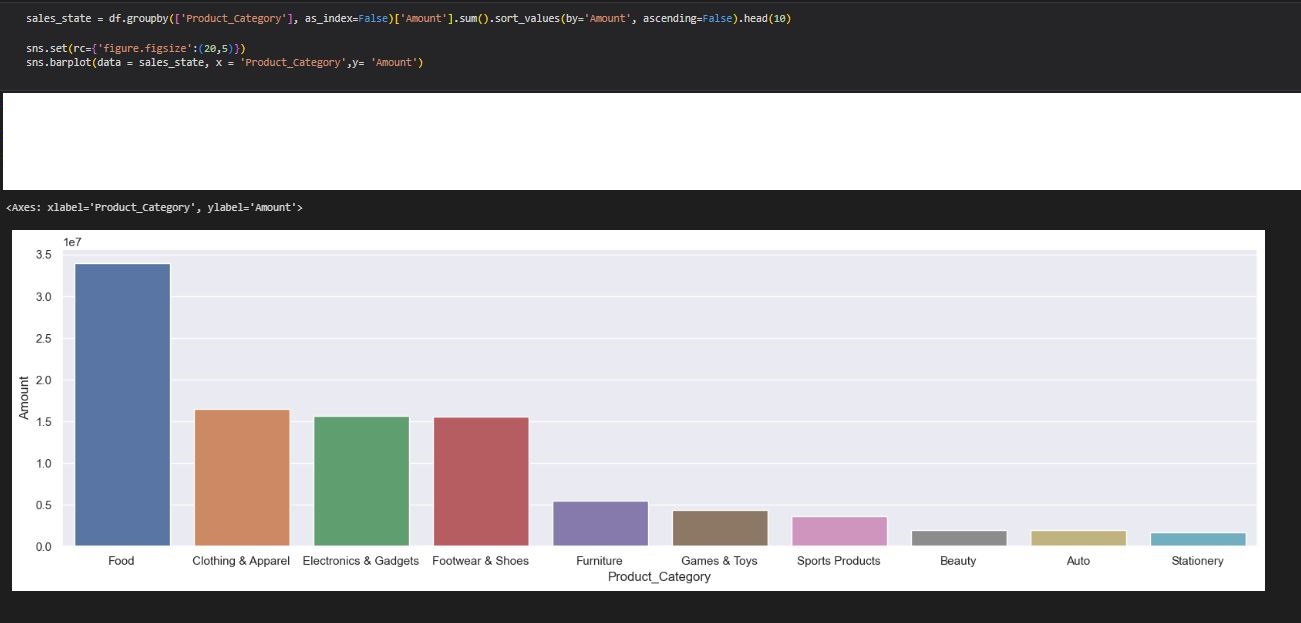 sales_state = df.groupby(['Product_Category'], as_index=False)['Amount'].sum().sort_values(by='Amount', ascending=False).head(10)
sns.set(rc={'figure.figsize':(20,5)})
sns.barplot(data = sales_state, x = 'Product_Category',y= 'Amount')
<Axes: xlabel='Product_Category', ylabel='Amount'>
1e7
3.5
3.0
2.5
2.0
1.5
1.0
0.5
0.0
Amount
Food Clothing & Apparel Electronics & Gadgets Footwear & Shoes Furniture Games & Toys Sports Products Beauty Auto Stationery
Product_Category